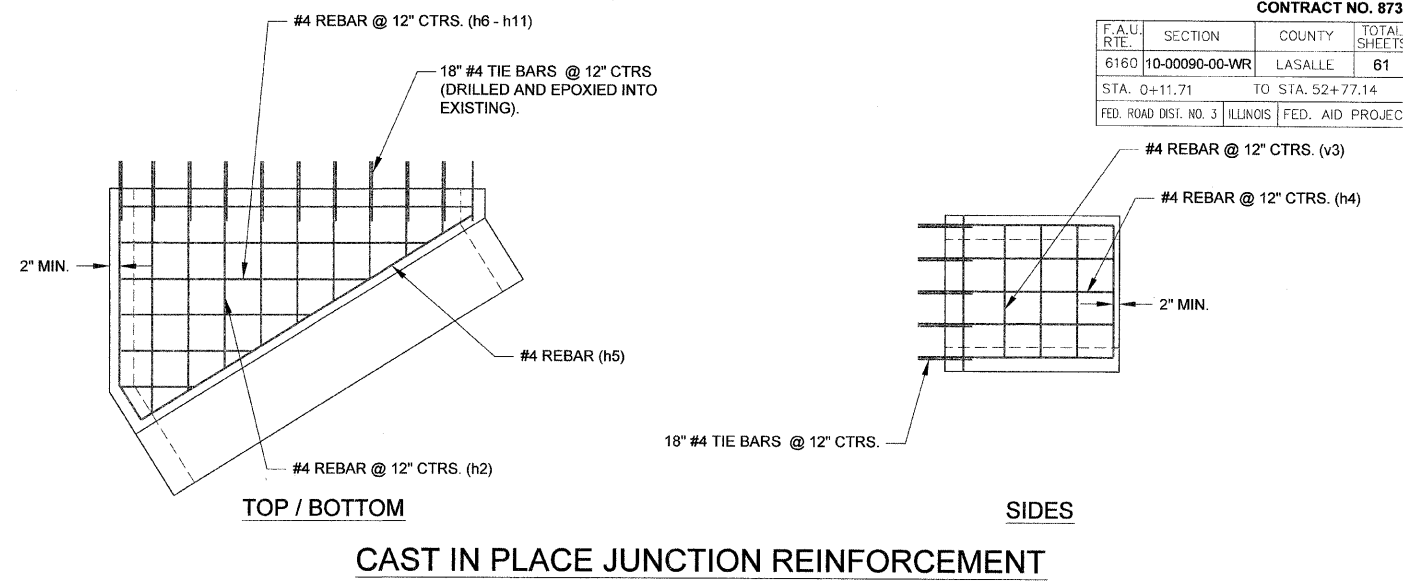 CONTRACT NO. 873
F.A.U. RTE. SECTION COUNTY TOTAL SHEETS
6160 10-00090-00-WR LASALLE 61
STA. 0+11.71 TO STA. 52+77.14
FED. ROAD DIST. NO. 3 ILLINOIS FED. AID PROJEC
#4 REBAR @ 12" CTRS. (h6 - h11)
18" #4 TIE BARS @ 12" CTRS
(DRILLED AND EPOXIED INTO
EXISTING).
2" MIN.
#4 REBAR (h5)
#4 REBAR @ 12" CTRS. (h2)
TOP / BOTTOM
#4 REBAR @ 12" CTRS. (v3)
#4 REBAR @ 12" CTRS. (h4)
2" MIN.
18" #4 TIE BARS @ 12" CTRS.
SIDES
CAST IN PLACE JUNCTION REINFORCEMENT